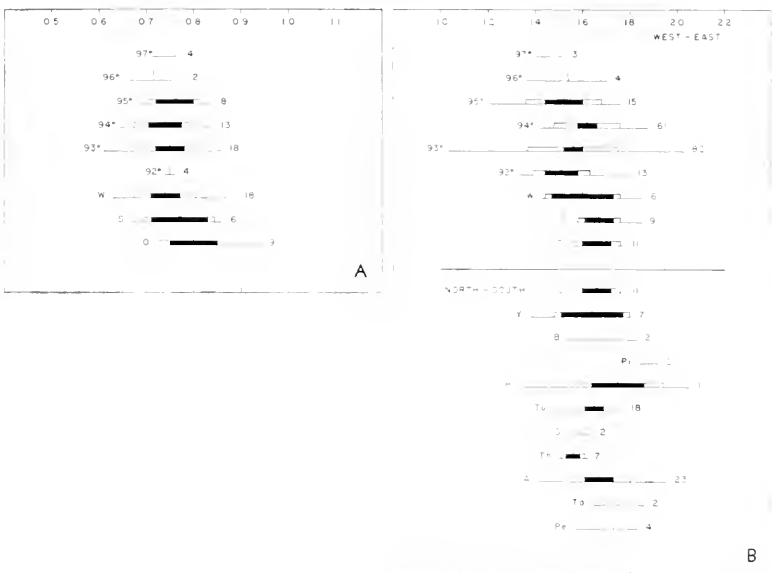 0.5 0.6 0.7 0.8 0.9 1.0 1.1
97° 4
96° 2
95° 8
94° 13
93° 18
92° 4
W 18
S 6
O 9
A
1.0 1.2 1.4 1.6 1.8 2.0 2.2
WEST-EAST
97° 3
96° 4
95° 15
94° 61
93°
13
W 6
9
11
NORTH-SOUTH
Y 7
B 2
Pi
Tu 18
2
Th 7
A 23
Ta 2
Pe 4
B